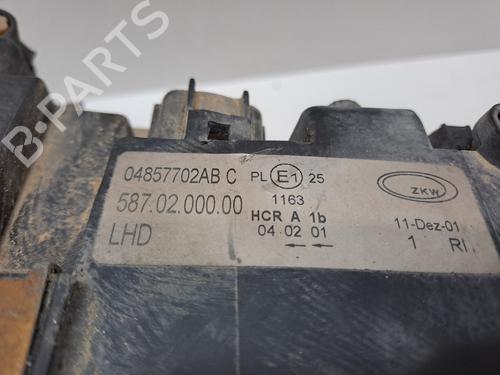 B-PARTS
04857702AB C PL E1 25
587.02.000.00 1163
LHD HCR A 1b
04 02 01
ZKW
11-Dez-01
1 RI